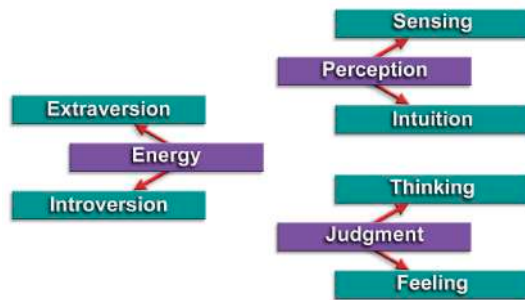 Extraversion
Energy
Introversion
Sensing
Perception
Intuition
Thinking
Judgment
Feeling